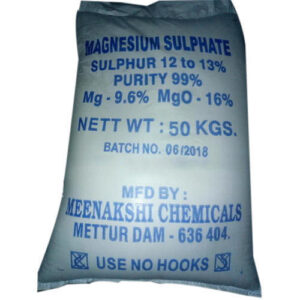 MAGNESIUM SULPHATE
SULPHUR 12 to 13%
PURITY 99%
Mg - 9.6% MgO - 16%
NETT WT : 50 KGS.
BATCH NO. 06/2018
MFD BY :
MEENAKSHI CHEMICALS
METTUR DAM - 636 404.
USE NO HOOKS